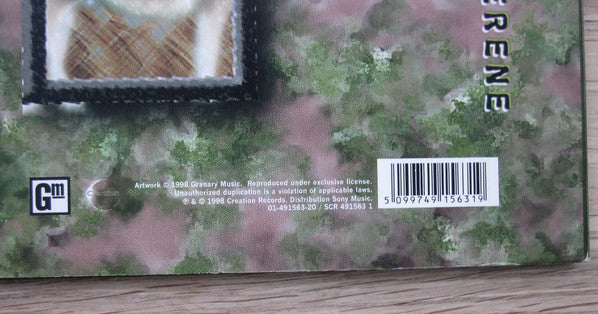 ERENE
Gm
Artwork © 1998 Granary Music. Reproduced under exclusive license.
Unauthorized duplication is a violation of applicable laws.
℗ & © 1998 Creation Records. Distribution Sony Music.
01-491563-20 / SCR 491563 1
5 099749 156319